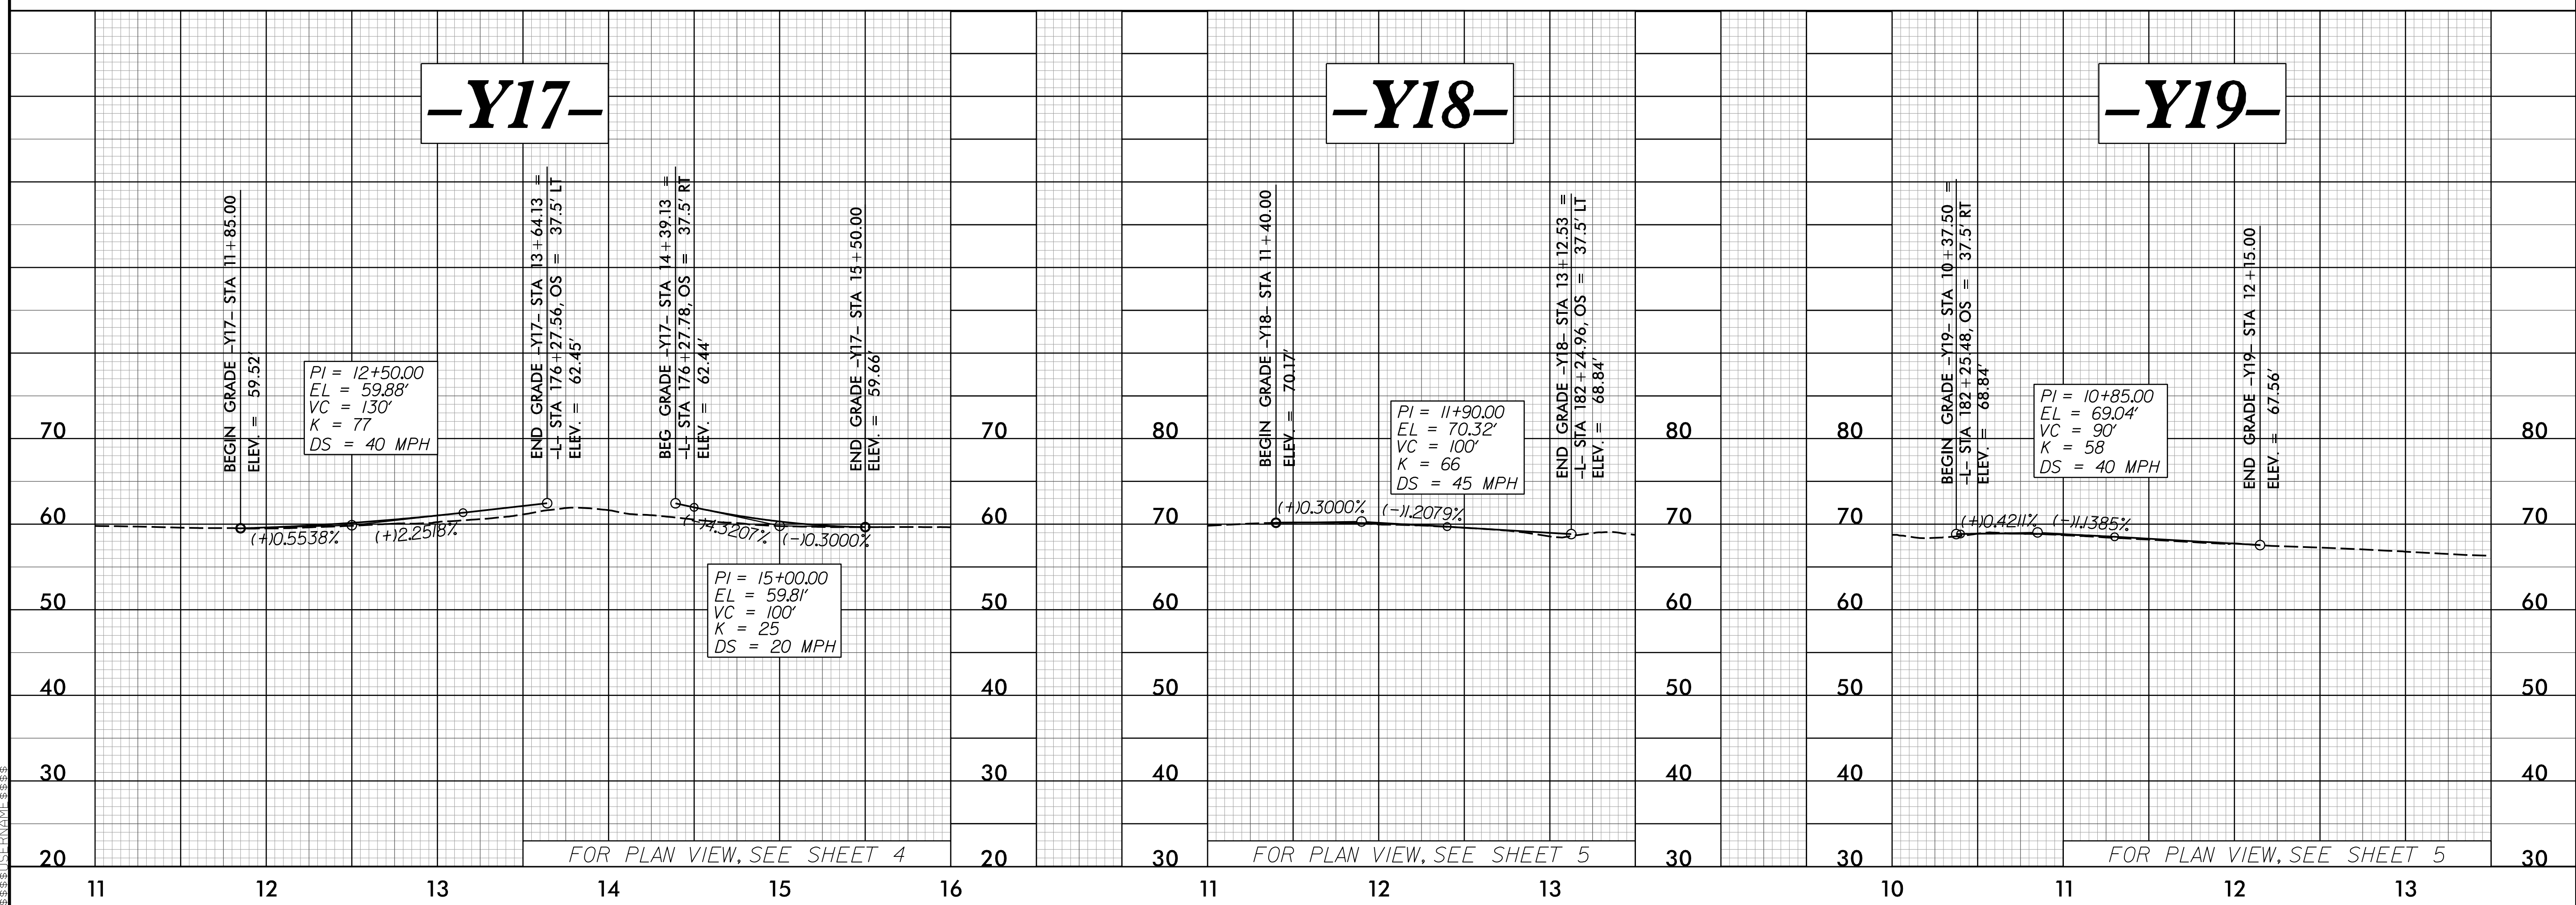 –Y17–
BEGIN GRADE –Y17– STA 11+85.00
ELEV. = 59.52'
PI = 12+50.00
EL = 59.88'
VC = 130'
K = 77
DS = 40 MPH
END GRADE –Y17– STA 13+64.13 =
–L– STA 176+27.56, OS = 37.5' LT
ELEV. = 62.45'
BEG GRADE –Y17– STA 14+39.13 =
–L– STA 176+27.78, OS = 37.5' RT
ELEV. = 62.44'
END GRADE –Y17– STA 15+50.00
ELEV. = 59.66'
(+)0.5538%
(+)2.2518%
(-)4.3207%
(-)0.3000%
PI = 15+00.00
EL = 59.81'
VC = 100'
K = 25
DS = 20 MPH
70
60
50
40
30
20
70
60
50
40
30
20
FOR PLAN VIEW, SEE SHEET 4
11 12 13 14 15 16
–Y18–
BEGIN GRADE –Y18– STA 11+40.00
ELEV. = 70.17'
PI = 11+90.00
EL = 70.32'
VC = 100'
K = 66
DS = 45 MPH
END GRADE –Y18– STA 13+12.53 =
–L– STA 182+24.96, OS = 37.5' LT
ELEV. = 68.84'
(+)0.3000%
(-)1.2079%
80
70
60
50
40
30
80
70
60
50
40
30
FOR PLAN VIEW, SEE SHEET 5
11 12 13
–Y19–
BEGIN GRADE –Y19– STA 10+37.50 =
–L– STA 182+25.48, OS = 37.5' RT
ELEV. = 68.84'
PI = 10+85.00
EL = 69.04'
VC = 90'
K = 58
DS = 40 MPH
END GRADE –Y19– STA 12+15.00
ELEV. = 67.56'
(+)0.4211%
(-)1.1385%
80
70
60
50
40
30
80
70
60
50
40
30
FOR PLAN VIEW, SEE SHEET 5
10 11 12 13